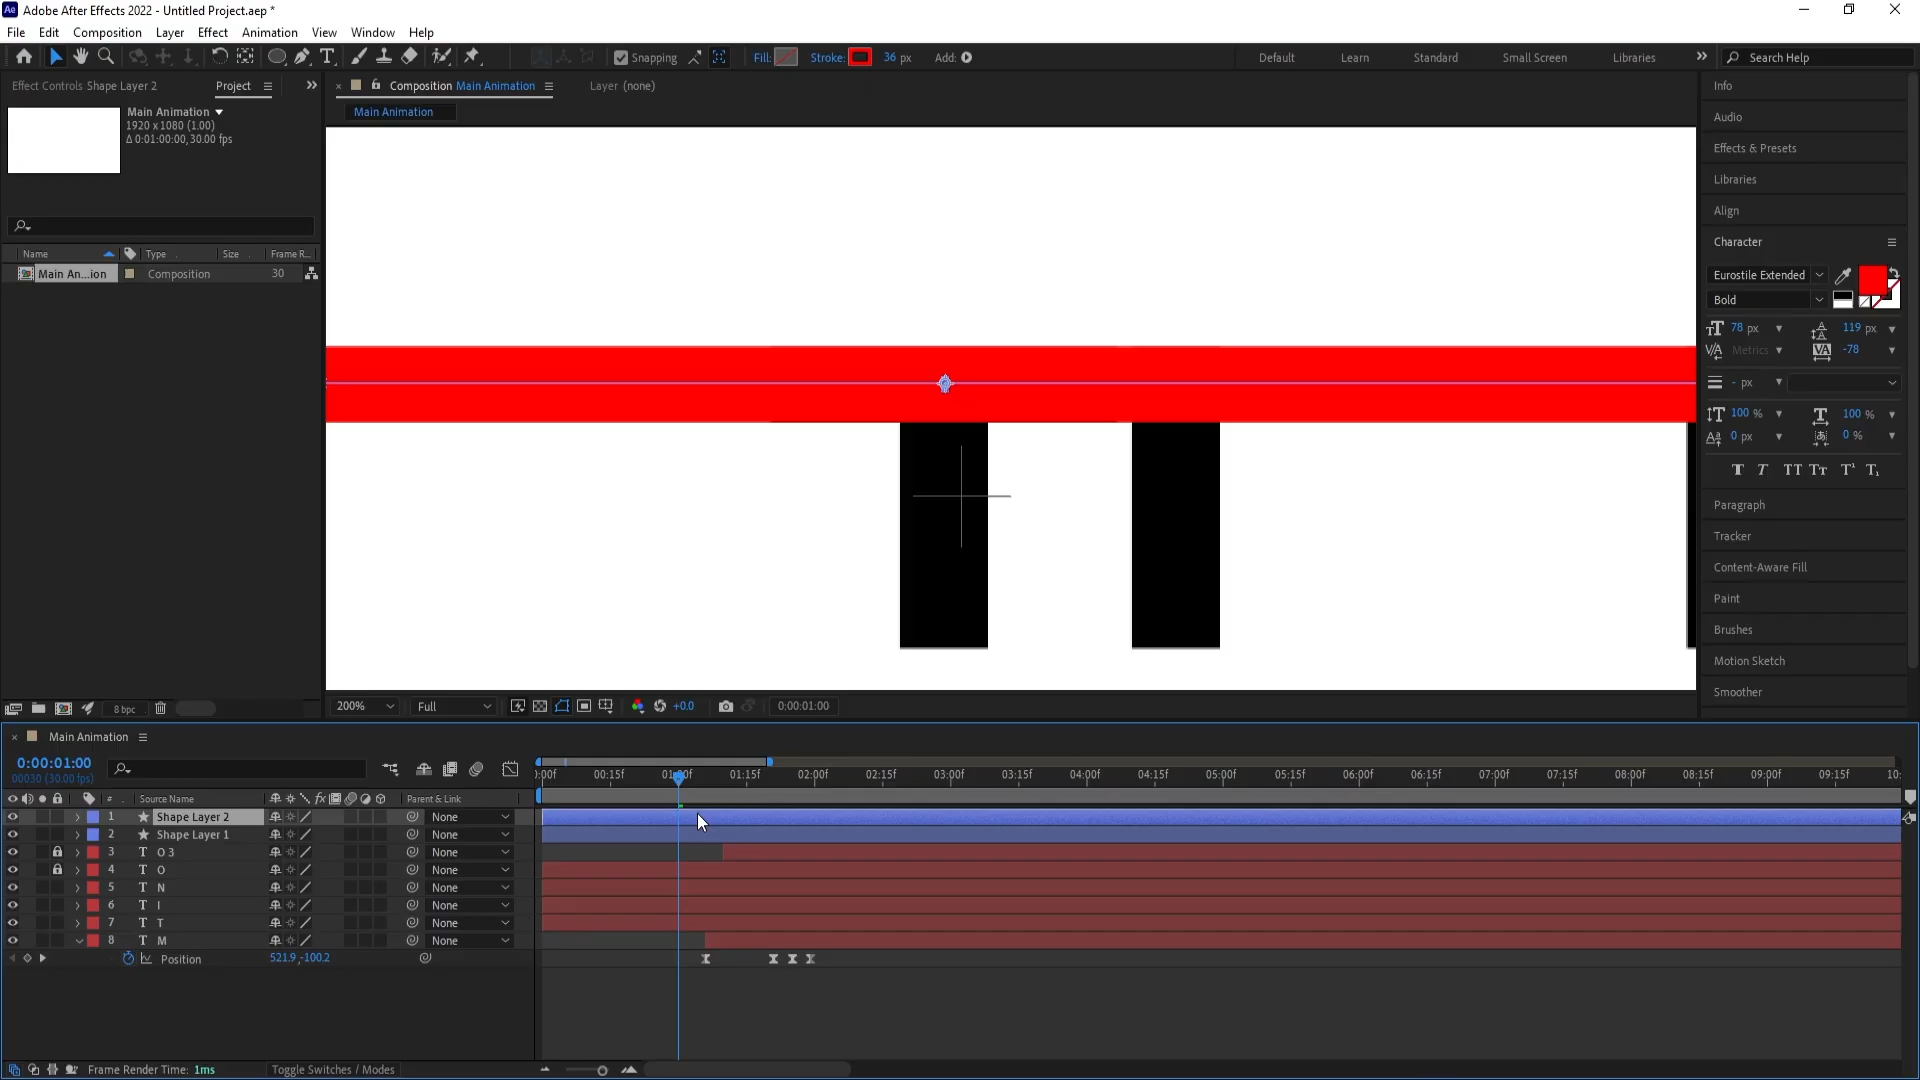 Adobe After Effects 2022 - Untitled Project.aep *
File Edit Composition Layer Effect Animation View Window Help
Snapping Fill: Stroke: 36 px Add: Default Learn Standard Small Screen Libraries Search Help
Effect Controls Shape Layer 2 Project
Composition Main Animation Layer (none)
Main Animation
Main Animation
1920 x 1080 (1.00)
Δ 0:01:00:00, 30.00 fps
Name Type Size Frame R...
Main An...ion Composition 30
8 bpc
200% Full +0.0 0:00:01:00
Info
Audio
Effects & Presets
Libraries
Align
Character
Eurostile Extended
Bold
78 px 119 px
Metrics -78
- px
100 % 100 %
0 px 0 %
Paragraph
Tracker
Content-Aware Fill
Paint
Brushes
Motion Sketch
Smoother
Main Animation
0:00:01:00
00030 (30.00 fps)
:00f 00:15f 01:00f 01:15f 02:00f 02:15f 03:00f 03:15f 04:00f 04:15f 05:00f 05:15f 06:00f 06:15f 07:00f 07:15f 08:00f 08:15f 09:00f 09:15f 10:
# Source Name Parent & Link
1 Shape Layer 2 None
2 Shape Layer 1 None
3 T O 3 None
4 T O None
5 T N None
6 T I None
7 T T None
8 T M None
Position 521.9,-100.2
Frame Render Time: 1ms Toggle Switches / Modes